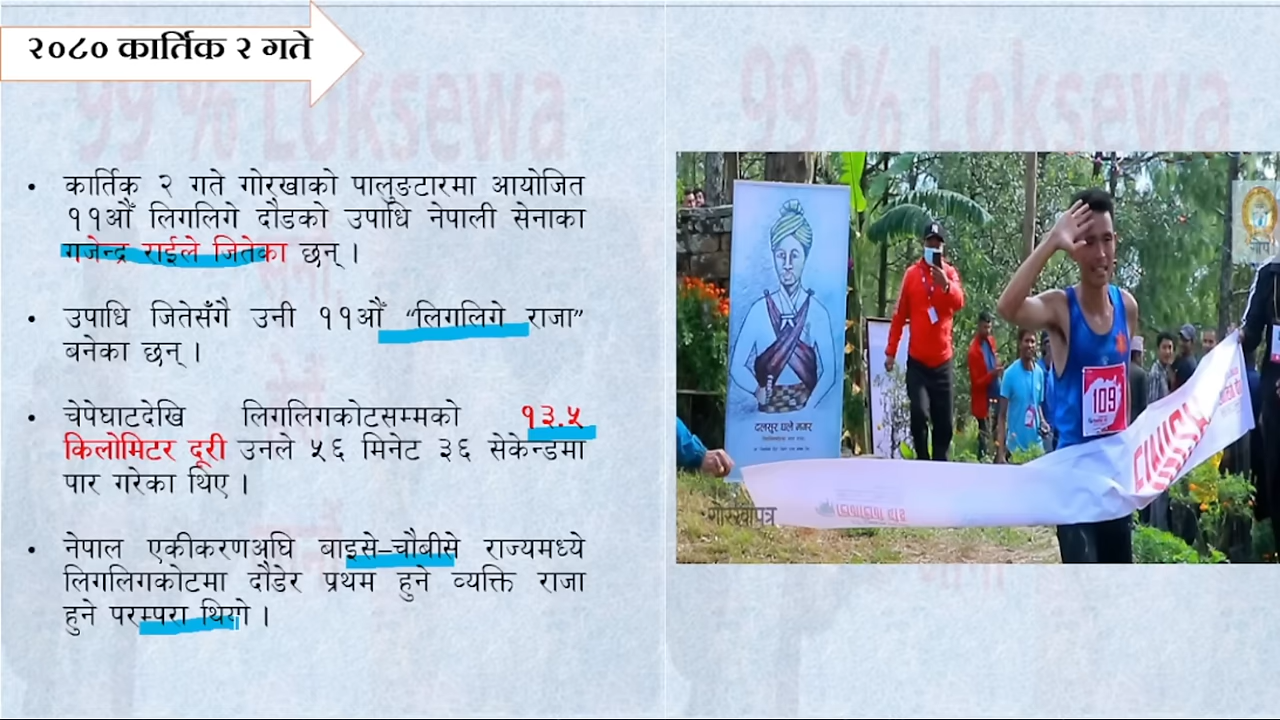 २०८० कार्तिक २ गते
99 % Loksewa
99 % Loksewa
• कार्तिक २ गते गोरखाको पालुङटारमा आयोजित
११औँ लिगलिगे दौडको उपाधि नेपाली सेनाका
गजेन्द्र राईले जितेका छन् ।
• उपाधि जितेसँगै उनी ११औँ “लिगलिगे राजा”
बनेका छन् ।
• चेपेघाटदेखि लिगलिगकोटसम्मको १३.५
किलोमिटर दूरी उनले ५६ मिनेट ३६ सेकेन्डमा
पार गरेका थिए ।
• नेपाल एकीकरणअघि बाइसे–चौबीसे राज्यमध्ये
लिगलिगकोटमा दौडेर प्रथम हुने व्यक्ति राजा
हुने परम्परा थियो ।
दलसुर घले मगर
109
गोरखापत्र